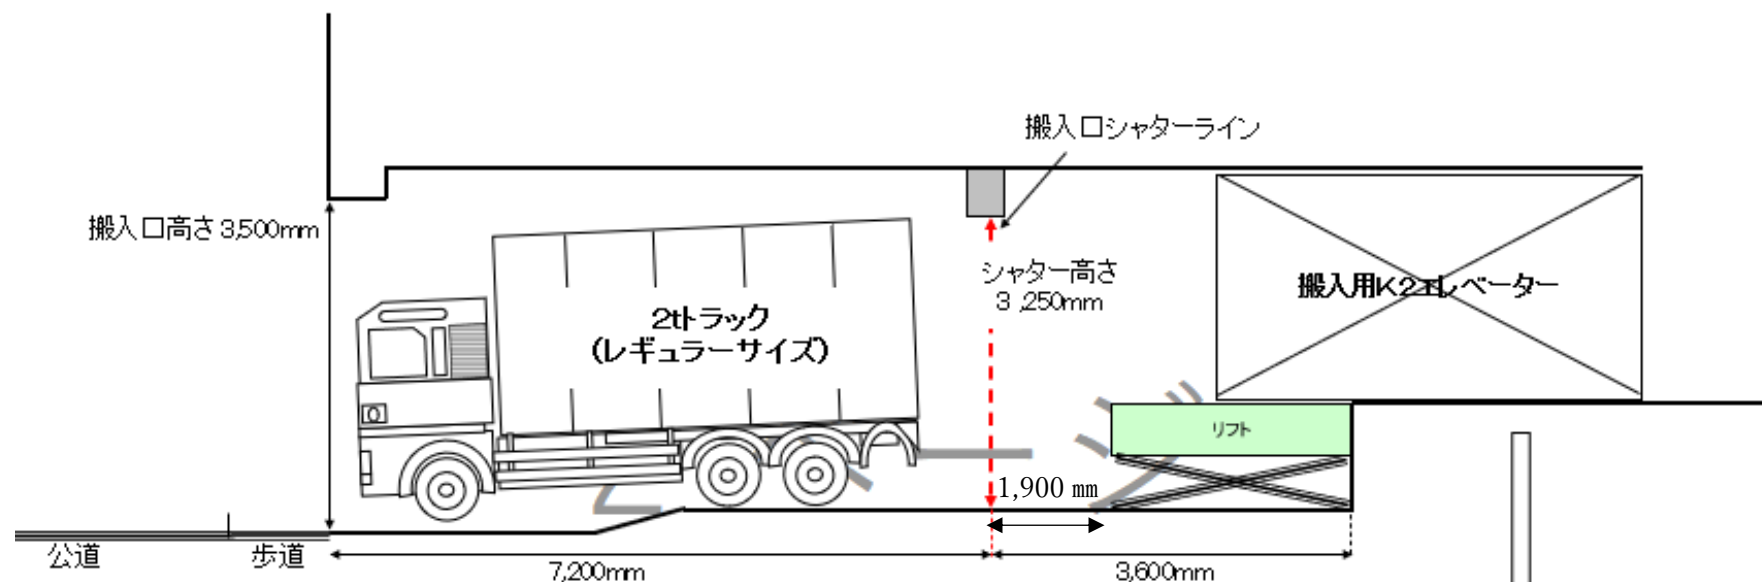 搬入口シャターライン
搬入口高さ3,500mm
シャター高さ
3,250mm
搬入用K2エレベーター
2tトラック
(レギュラーサイズ)
リフト
1,900 ㎜
公道
歩道
7,200mm
3,600mm